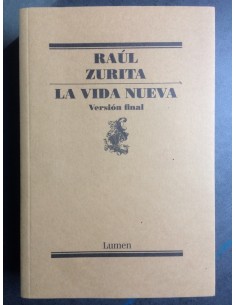 RAÚL
ZURITA
LA VIDA NUEVA
Versión final
Lumen